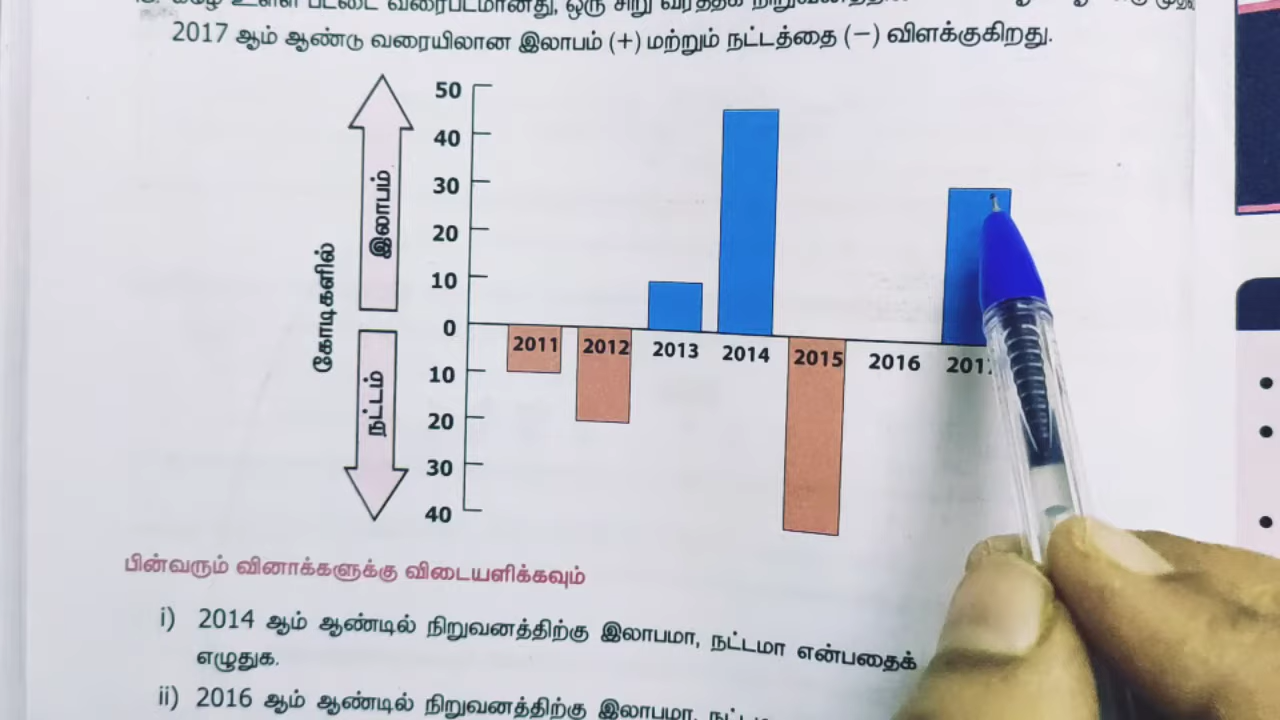 2017 ஆம் ஆண்டு வரையிலான இலாபம் (+) மற்றும் நட்டத்தை (−) விளக்குகிறது.
50
40
30
20
10
0
10
20
30
40
கோடிகளில்
இலாபம்
நட்டம்
2011 2012 2013 2014 2015 2016
பின்வரும் வினாக்களுக்கு விடையளிக்கவும்
i) 2014 ஆம் ஆண்டில் நிறுவனத்திற்கு இலாபமா, நட்டமா என்பதைக்
எழுதுக.
ii) 2016 ஆம் ஆண்டில் நிறுவனத்திற்கு இலாபமா,